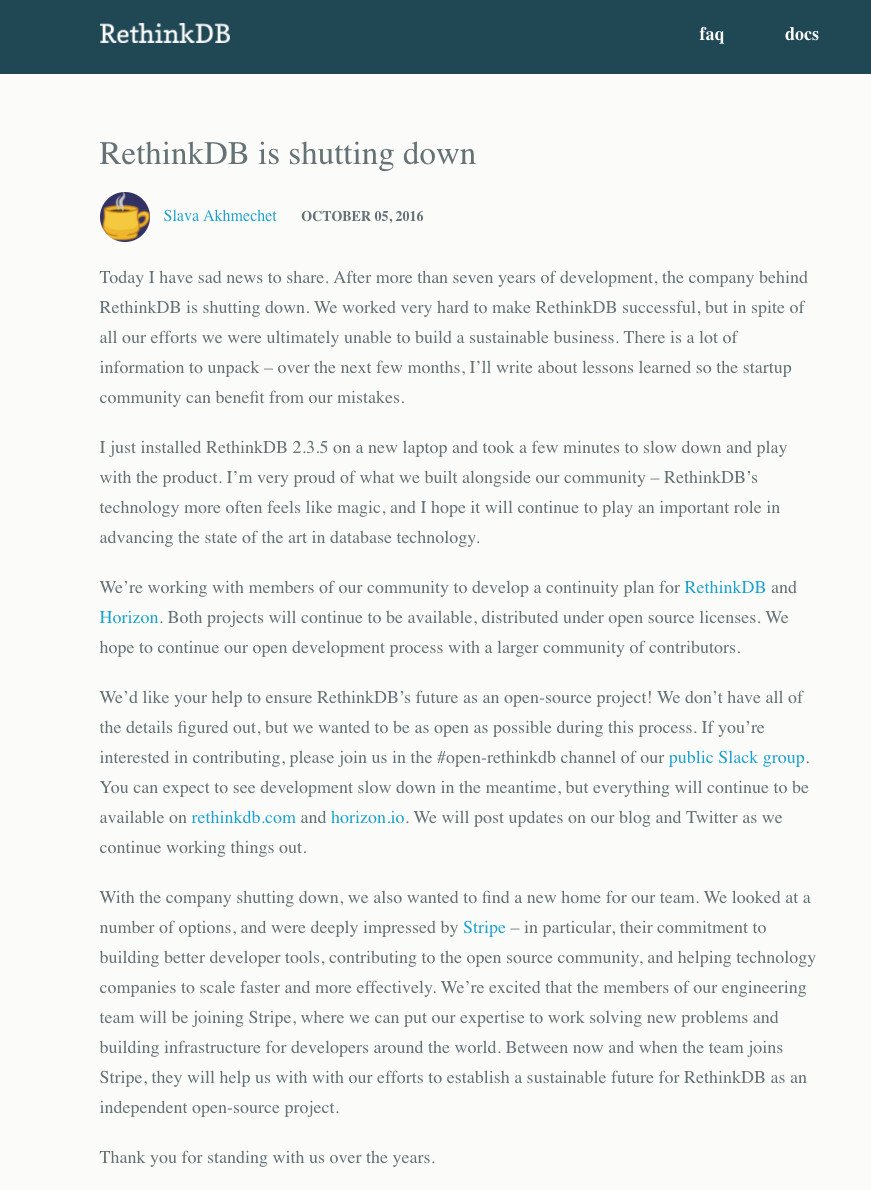 RethinkDB
faq
docs
RethinkDB is shutting down
Slava Akhmechet
OCTOBER 05, 2016
Today I have sad news to share. After more than seven years of development, the company behind
RethinkDB is shutting down. We worked very hard to make RethinkDB successful, but in spite of
all our efforts we were ultimately unable to build a sustainable business. There is a lot of
information to unpack – over the next few months, I’ll write about lessons learned so the startup
community can benefit from our mistakes.
I just installed RethinkDB 2.3.5 on a new laptop and took a few minutes to slow down and play
with the product. I’m very proud of what we built alongside our community – RethinkDB’s
technology more often feels like magic, and I hope it will continue to play an important role in
advancing the state of the art in database technology.
We’re working with members of our community to develop a continuity plan for RethinkDB and
Horizon. Both projects will continue to be available, distributed under open source licenses. We
hope to continue our open development process with a larger community of contributors.
We’d like your help to ensure RethinkDB’s future as an open-source project! We don’t have all of
the details figured out, but we wanted to be as open as possible during this process. If you’re
interested in contributing, please join us in the #open-rethinkdb channel of our public Slack group.
You can expect to see development slow down in the meantime, but everything will continue to be
available on rethinkdb.com and horizon.io. We will post updates on our blog and Twitter as we
continue working things out.
With the company shutting down, we also wanted to find a new home for our team. We looked at a
number of options, and were deeply impressed by Stripe – in particular, their commitment to
building better developer tools, contributing to the open source community, and helping technology
companies to scale faster and more effectively. We’re excited that the members of our engineering
team will be joining Stripe, where we can put our expertise to work solving new problems and
building infrastructure for developers around the world. Between now and when the team joins
Stripe, they will help us with with our efforts to establish a sustainable future for RethinkDB as an
independent open-source project.
Thank you for standing with us over the years.